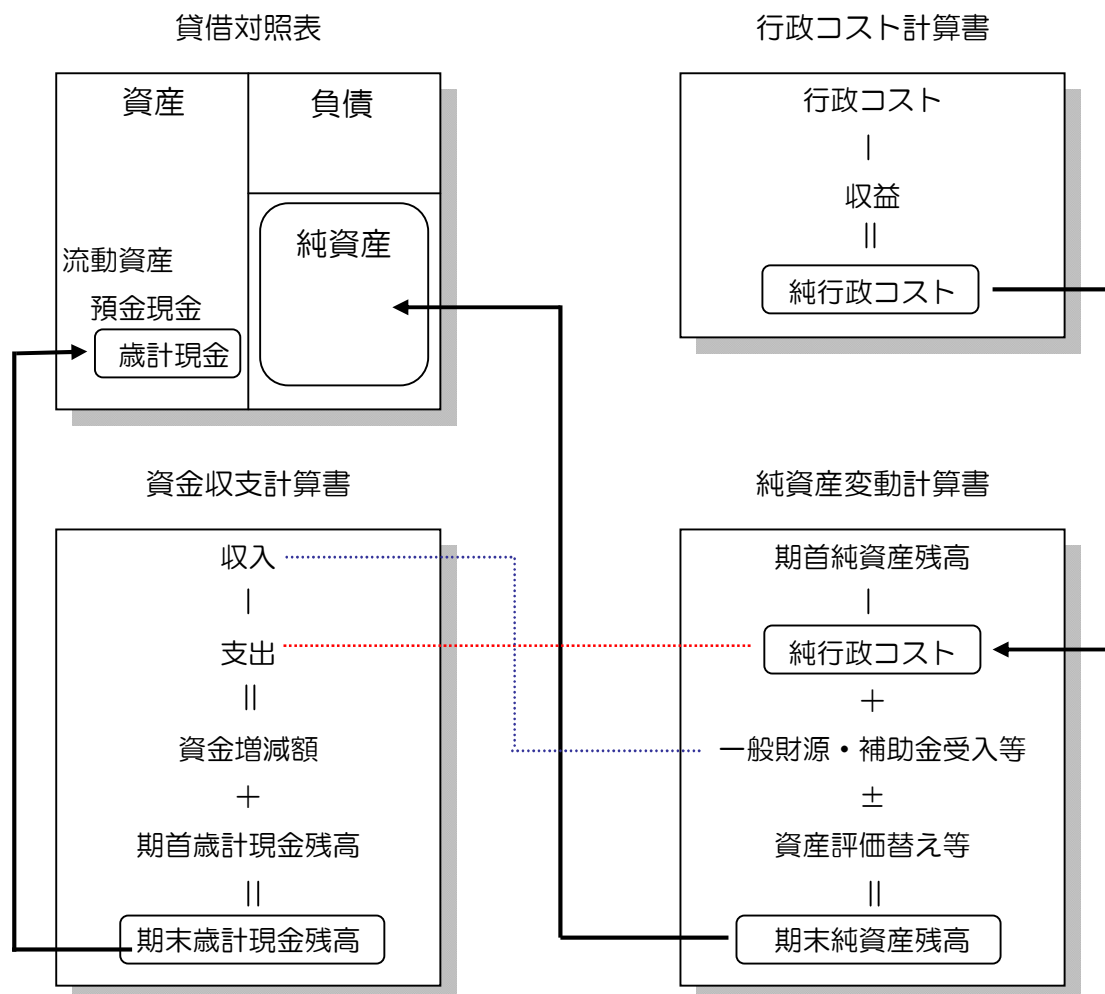 貸借対照表
資産
負債
純資産
流動資産
預金現金
歳計現金
行政コスト計算書
行政コスト
－
収益
＝
純行政コスト
資金収支計算書
収入
－
支出
＝
資金増減額
＋
期首歳計現金残高
＝
期末歳計現金残高
純資産変動計算書
期首純資産残高
－
純行政コスト
＋
一般財源・補助金受入等
±
資産評価替え等
＝
期末純資産残高